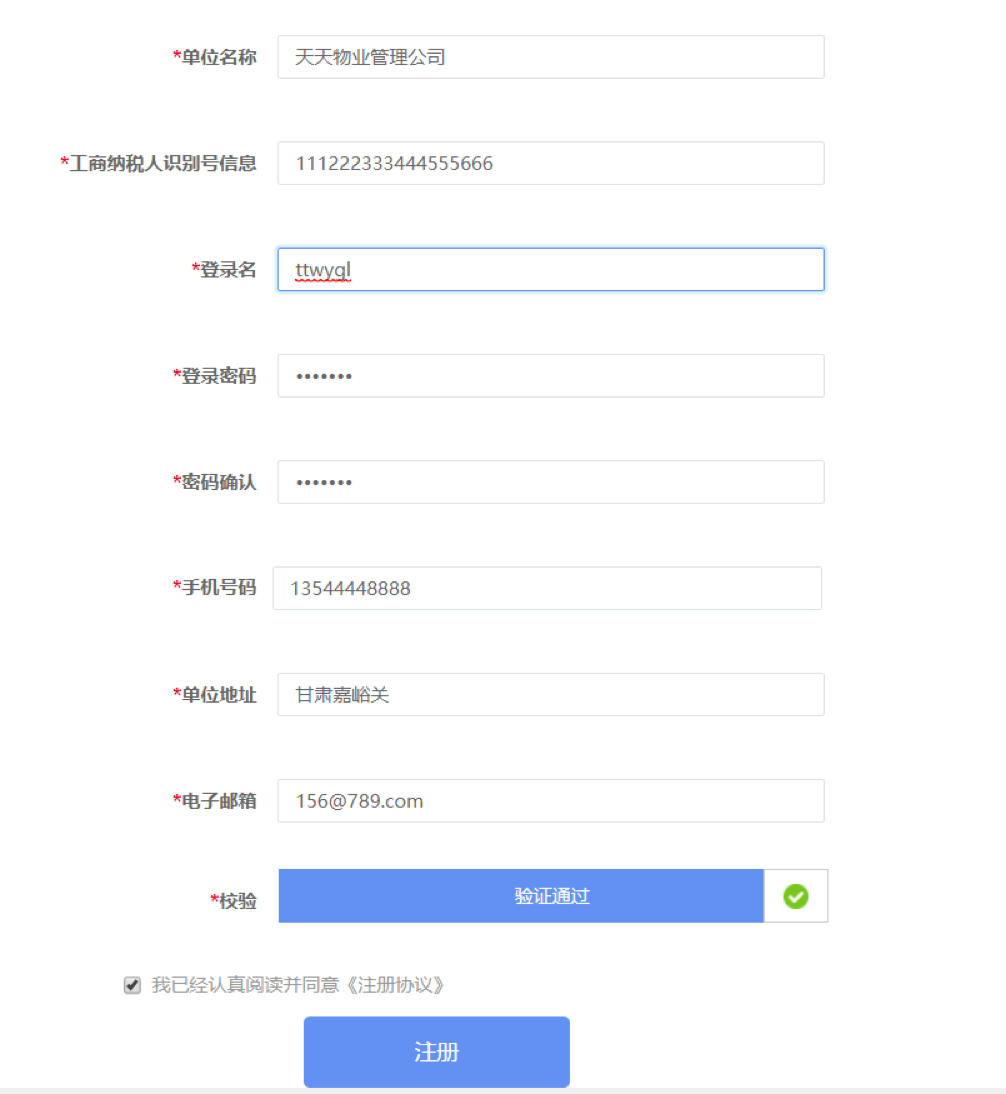 *单位名称 天天物业管理公司
*工商纳税人识别号信息 111222333444555666
*登录名 ttwygl
*登录密码 •••••••
*密码确认 •••••••
*手机号码 13544448888
*单位地址 甘肃嘉峪关
*电子邮箱 156@789.com
*校验 验证通过
我已经认真阅读并同意《注册协议》
注册